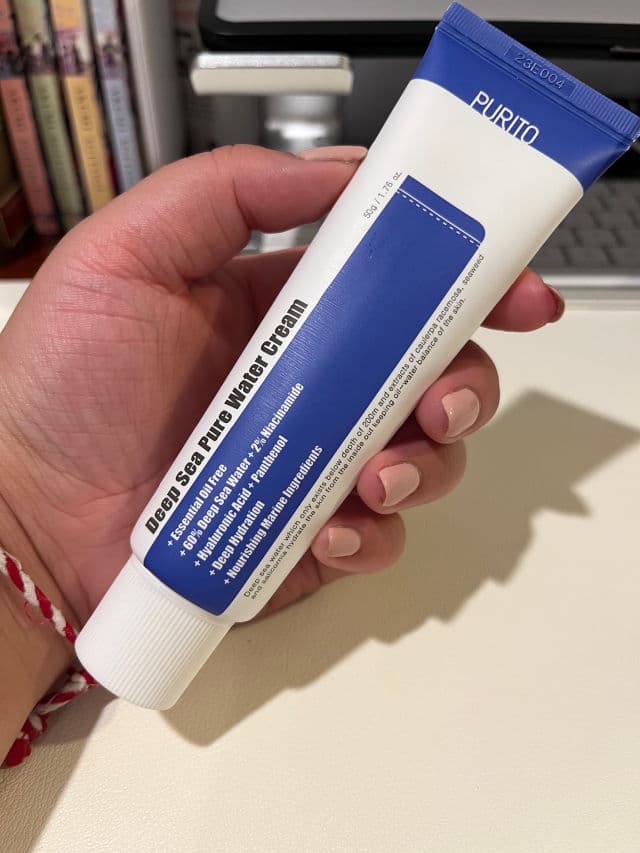 23E004
PURITO
50g / 1.76 oz.
Deep Sea Pure Water Cream
+ Essential Oil Free
+ 60% Deep Sea Water + 2% Niacinamide
+ Hyaluronic Acid + Panthenol
+ Deep Hydration
+ Nourishing Marine Ingredients
Deep sea water which only exists below depth of 200m and extracts of caulerpa racemosa, seaweed
and salicornia hydrate the skin from the inside out keeping oil-water balance of the skin.